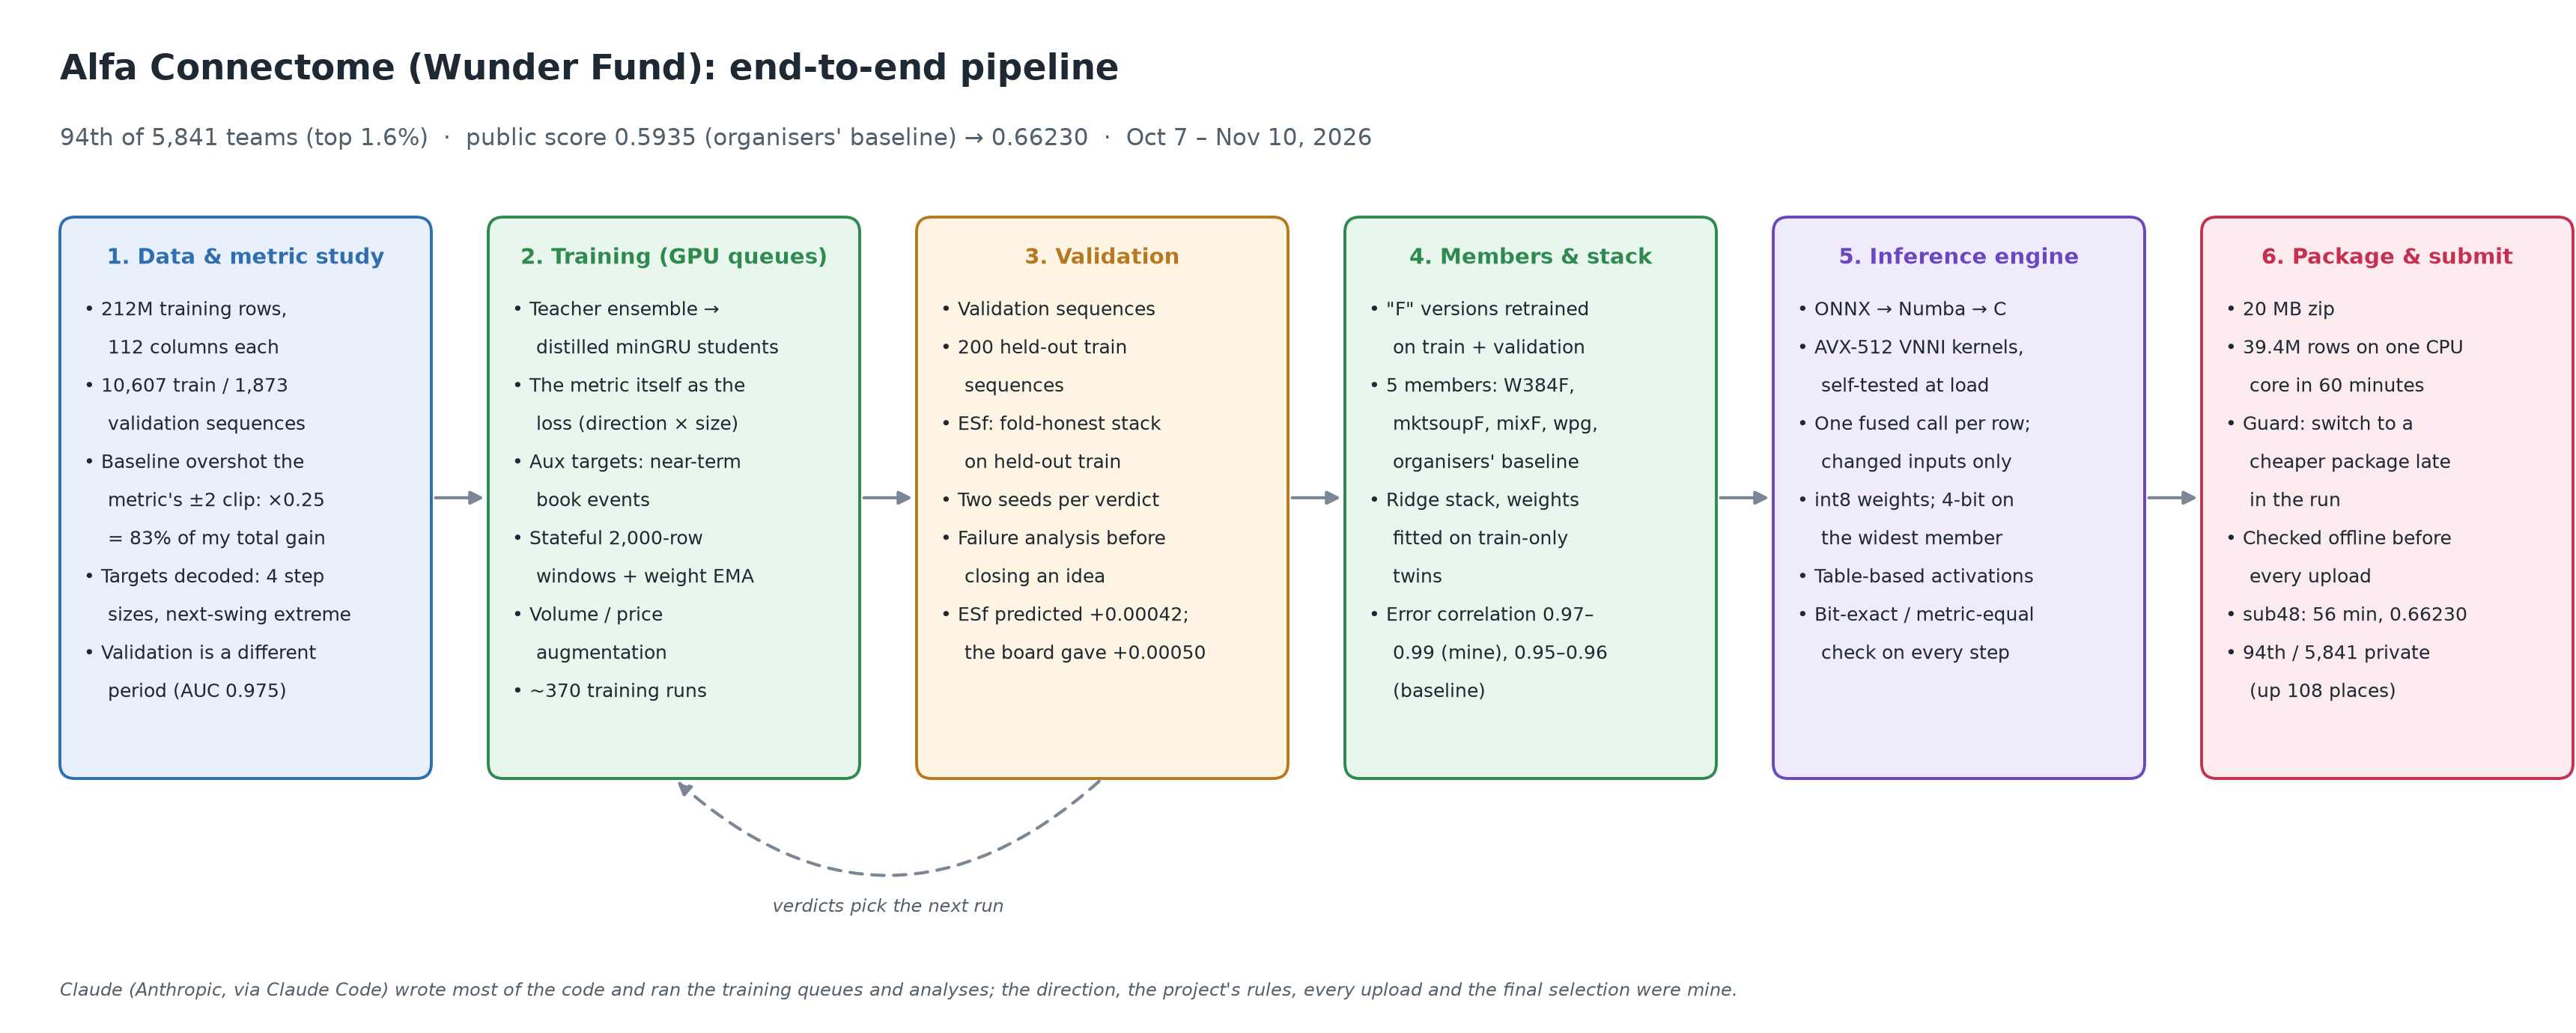 Alfa Connectome (Wunder Fund): end-to-end pipeline
94th of 5,841 teams (top 1.6%) · public score 0.5935 (organisers' baseline) → 0.66230 · Oct 7 – Nov 10, 2026
1. Data & metric study
• 212M training rows,
112 columns each
• 10,607 train / 1,873
validation sequences
• Baseline overshot the
metric's ±2 clip: ×0.25
= 83% of my total gain
• Targets decoded: 4 step
sizes, next-swing extreme
• Validation is a different
period (AUC 0.975)
2. Training (GPU queues)
• Teacher ensemble →
distilled minGRU students
• The metric itself as the
loss (direction × size)
• Aux targets: near-term
book events
• Stateful 2,000-row
windows + weight EMA
• Volume / price
augmentation
• ~370 training runs
3. Validation
• Validation sequences
• 200 held-out train
sequences
• ESf: fold-honest stack
on held-out train
• Two seeds per verdict
• Failure analysis before
closing an idea
• ESf predicted +0.00042;
the board gave +0.00050
4. Members & stack
• "F" versions retrained
on train + validation
• 5 members: W384F,
mktsoupF, mixF, wpg,
organisers' baseline
• Ridge stack, weights
fitted on train-only
twins
• Error correlation 0.97–
0.99 (mine), 0.95–0.96
(baseline)
5. Inference engine
• ONNX → Numba → C
• AVX-512 VNNI kernels,
self-tested at load
• One fused call per row;
changed inputs only
• int8 weights; 4-bit on
the widest member
• Table-based activations
• Bit-exact / metric-equal
check on every step
6. Package & submit
• 20 MB zip
• 39.4M rows on one CPU
core in 60 minutes
• Guard: switch to a
cheaper package late
in the run
• Checked offline before
every upload
• sub48: 56 min, 0.66230
• 94th / 5,841 private
(up 108 places)
verdicts pick the next run
Claude (Anthropic, via Claude Code) wrote most of the code and ran the training queues and analyses; the direction, the project's rules, every upload and the final selection were mine.